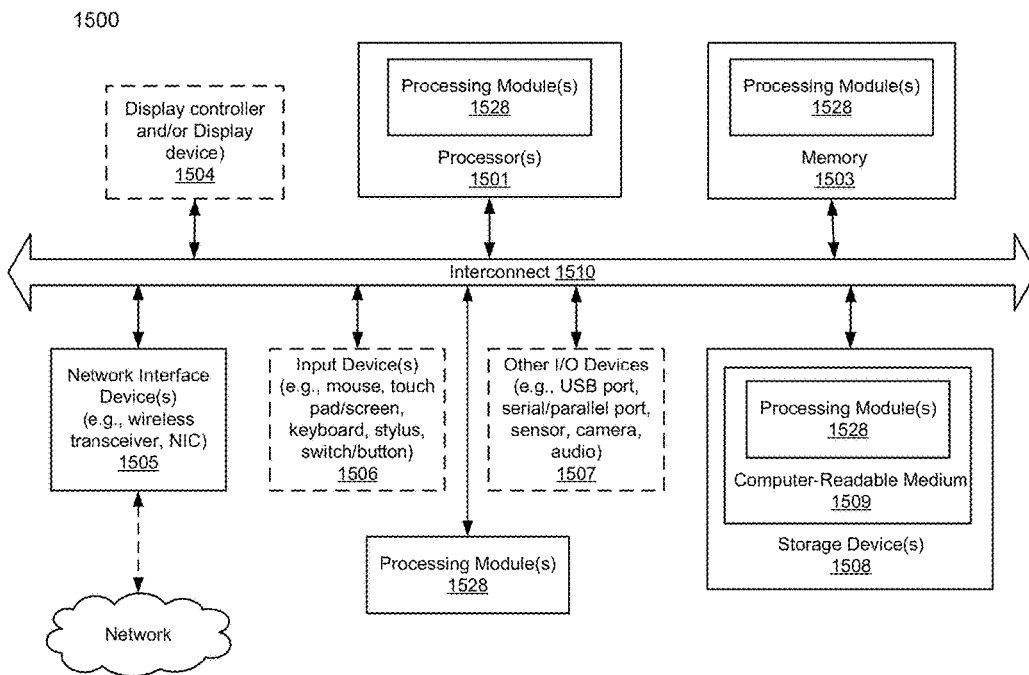 1500
Display controller
and/or Display
device)
1504
Processing Module(s)
1528
Processor(s)
1501
Processing Module(s)
1528
Memory
1503
Interconnect 1510
Network Interface
Device(s)
(e.g., wireless
transceiver, NIC)
1505
Input Device(s)
(e.g., mouse, touch
pad/screen,
keyboard, stylus,
switch/button)
1506
Other I/O Devices
(e.g., USB port,
serial/parallel port,
sensor, camera,
audio)
1507
Processing Module(s)
1528
Computer-Readable Medium
1509
Storage Device(s)
1508
Processing Module(s)
1528
Network